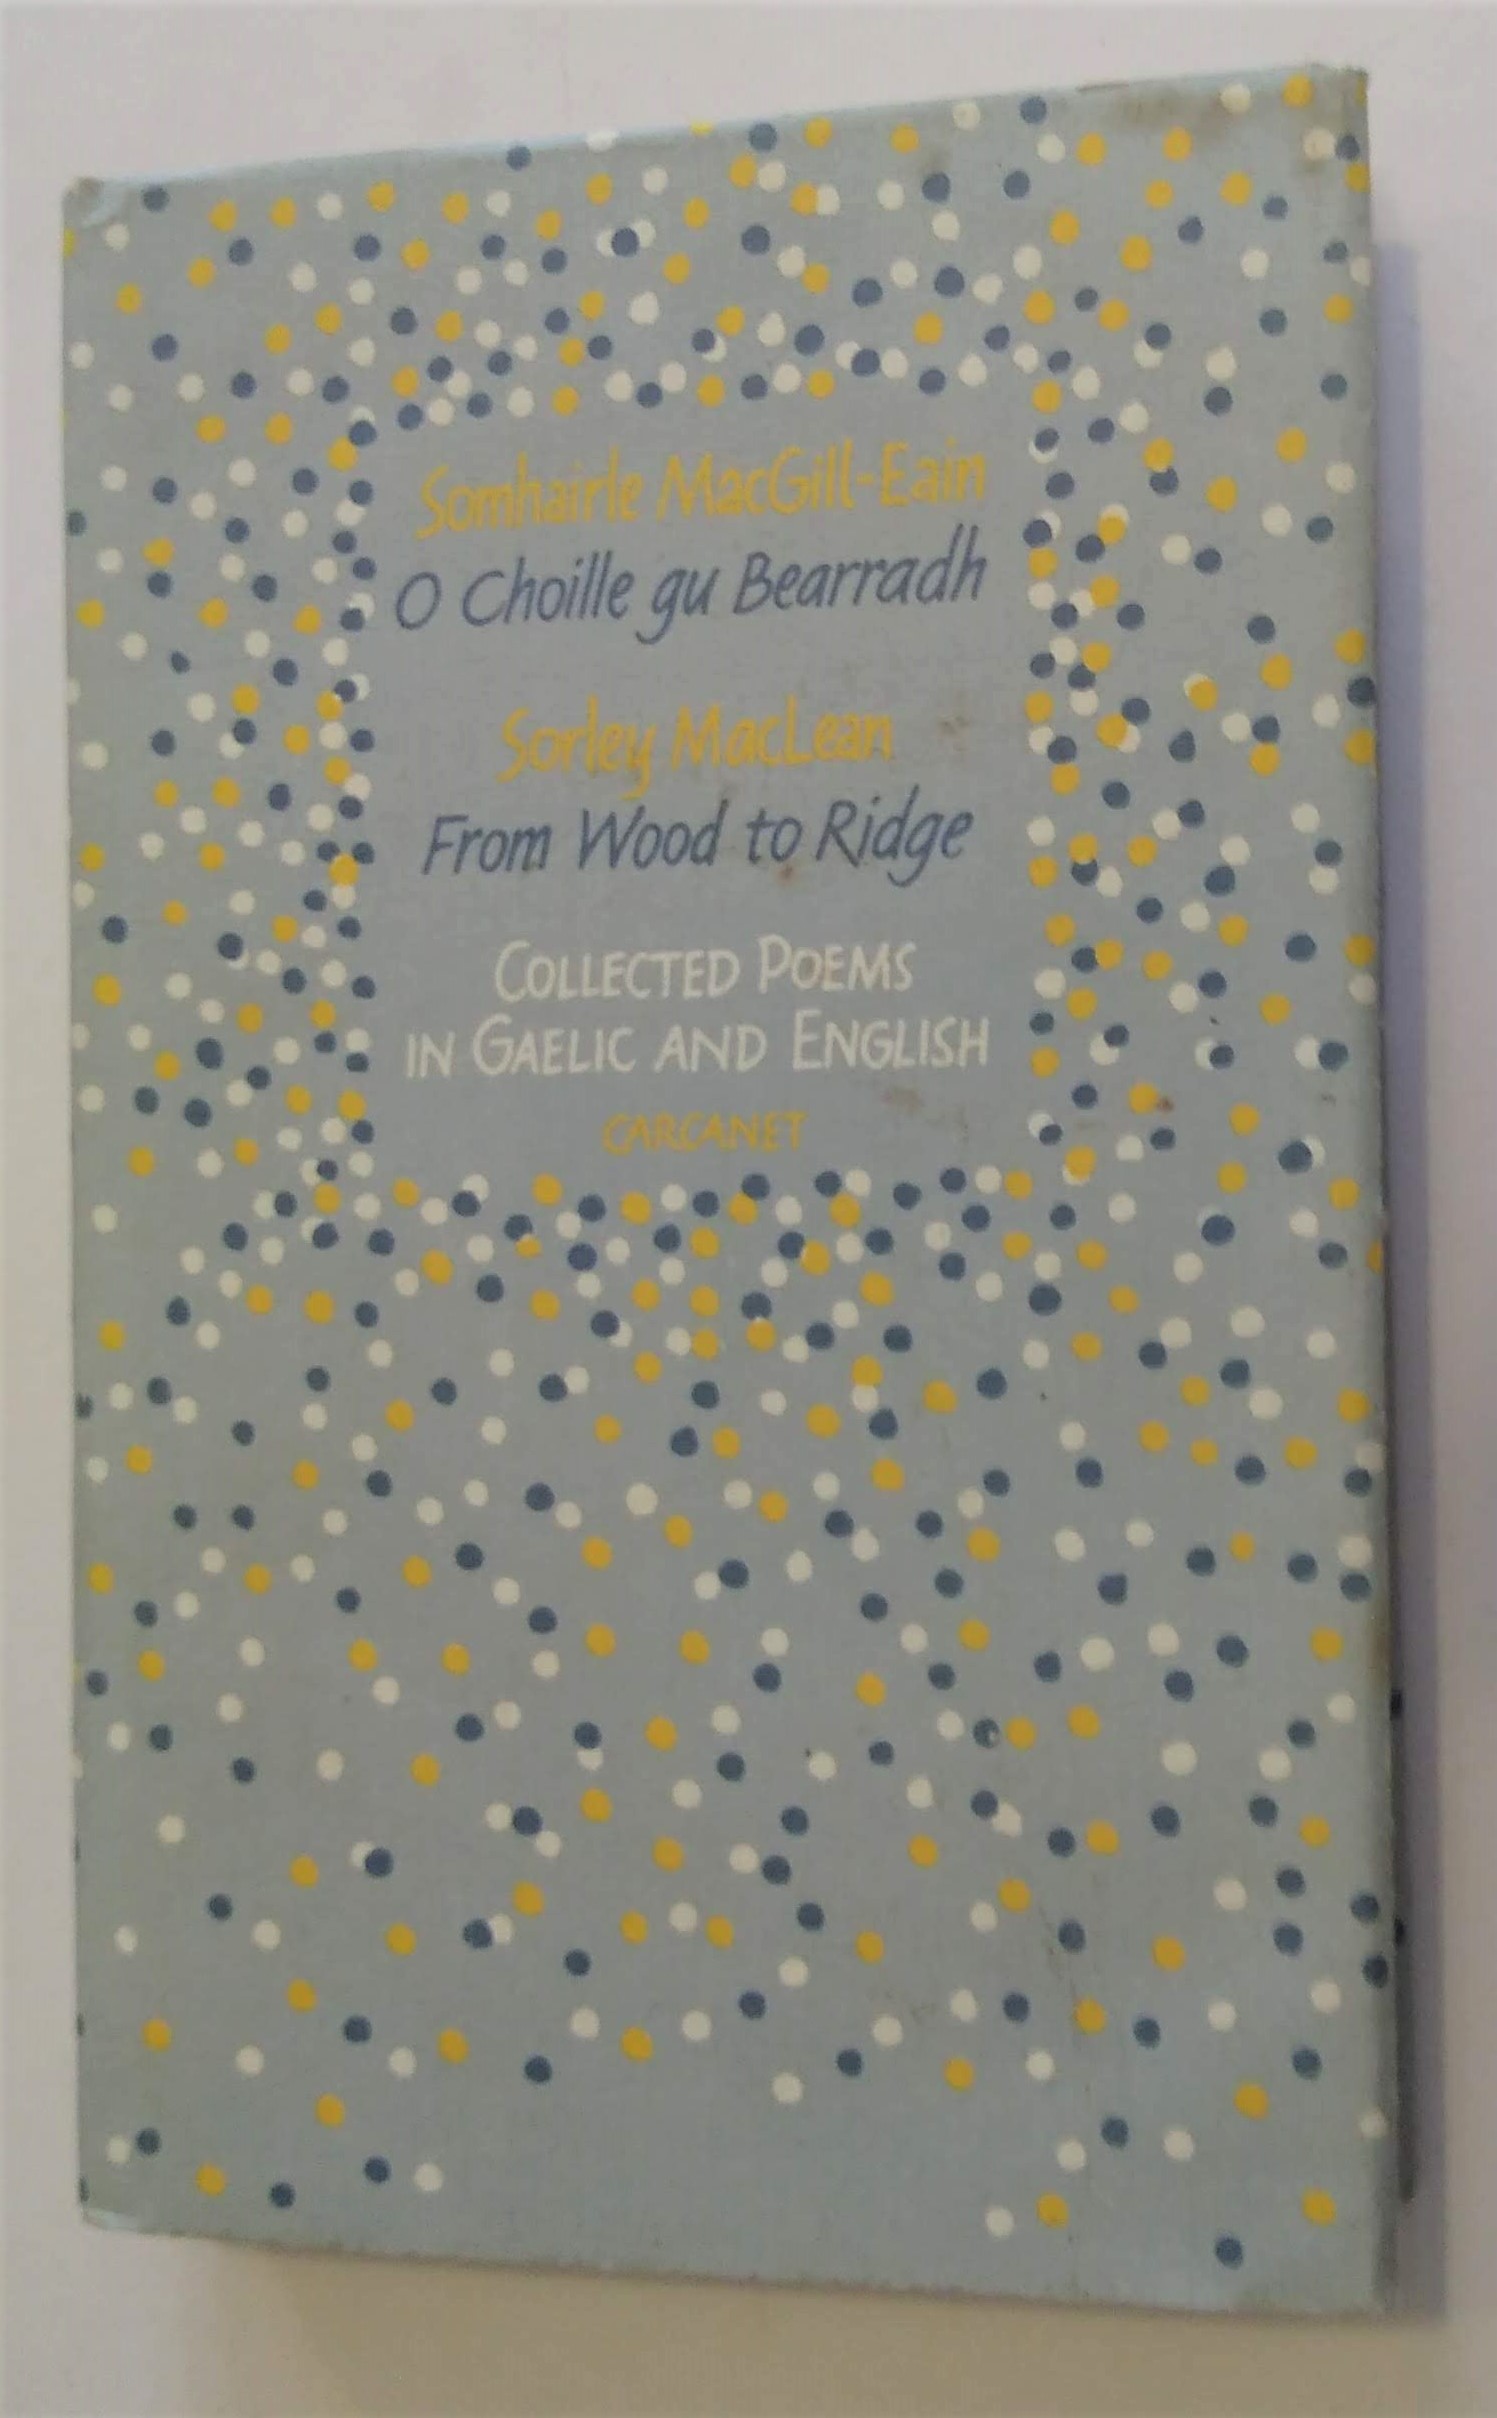 Somhairle MacGill-Eain
O Choille gu Bearradh
Sorley MacLean
From Wood to Ridge
COLLECTED POEMS
IN GAELIC AND ENGLISH
CARCANET